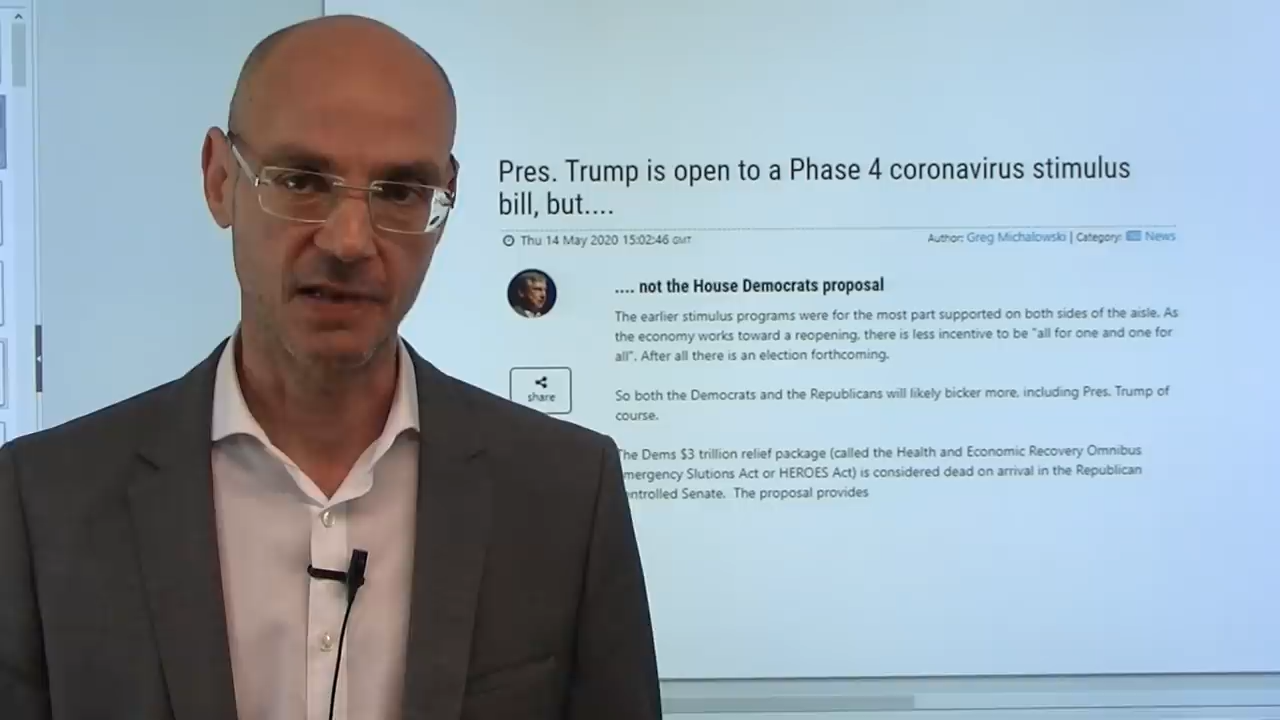 Pres. Trump is open to a Phase 4 coronavirus stimulus
bill, but....
Thu 14 May 2020 15:02:46 GMT
Author: Greg Michalowski | Category: News
.... not the House Democrats proposal
The earlier stimulus programs were for the most part supported on both sides of the aisle. As
the economy works toward a reopening, there is less incentive to be "all for one and one for
all". After all there is an election forthcoming.
share
So both the Democrats and the Republicans will likely bicker more, including Pres. Trump of
course.
The Dems $3 trillion relief package (called the Health and Economic Recovery Omnibus
mergency Slutions Act or HEROES Act) is considered dead on arrival in the Republican
ntrolled Senate. The proposal provides